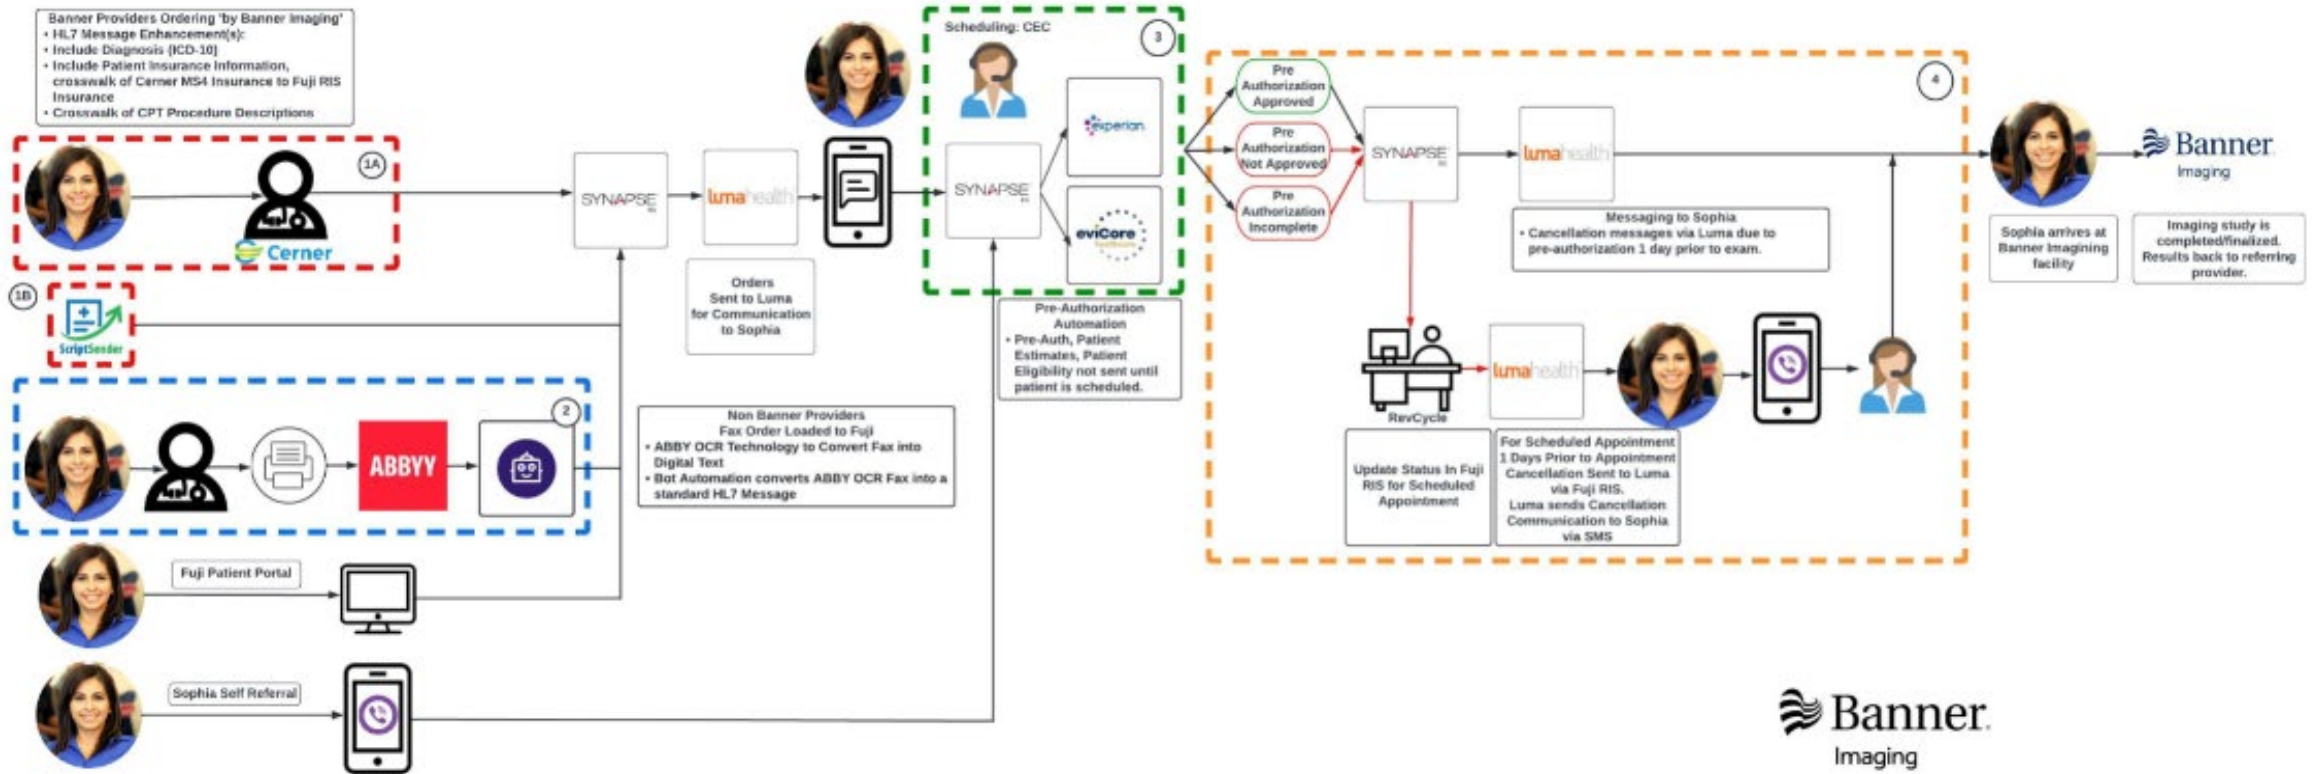 Banner Providers Ordering 'by Banner Imaging'
• HL7 Message Enhancement(s):
• Include Diagnosis (ICD-10)
• Include Patient Insurance Information,
crosswalk of Cerner MS4 Insurance to Fuji RIS
Insurance
• Crosswalk of CPT Procedure Descriptions
1A
Cerner
1B
ScriptSender
2
ABBYY
Fuji Patient Portal
Sophia Self Referral
SYNAPSE
lumahealth
Orders
Sent to Luma
for Communication
to Sophia
Non Banner Providers
Fax Order Loaded to Fuji
• ABBY OCR Technology to Convert Fax into
Digital Text
• Bot Automation converts ABBY OCR Fax into a
standard HL7 Message
Scheduling: CEC
3
SYNAPSE
experian
eviCore
healthcare
Pre-Authorization
Automation
• Pre-Auth, Patient
Estimates, Patient
Eligibility not sent until
patient is scheduled.
4
Pre
Authorization
Approved
Pre
Authorization
Not Approved
Pre
Authorization
Incomplete
SYNAPSE
lumahealth
Messaging to Sophia
• Cancellation messages via Luma due to
pre-authorization 1 day prior to exam.
RevCycle
lumahealth
Update Status In Fuji
RIS for Scheduled
Appointment
For Scheduled Appointment
1 Days Prior to Appointment
Cancellation Sent to Luma
via Fuji RIS.
Luma sends Cancellation
Communication to Sophia
via SMS
Banner
Imaging
Sophia arrives at
Banner Imagining
facility
Imaging study is
completed/finalized.
Results back to referring
provider.
Banner
Imaging